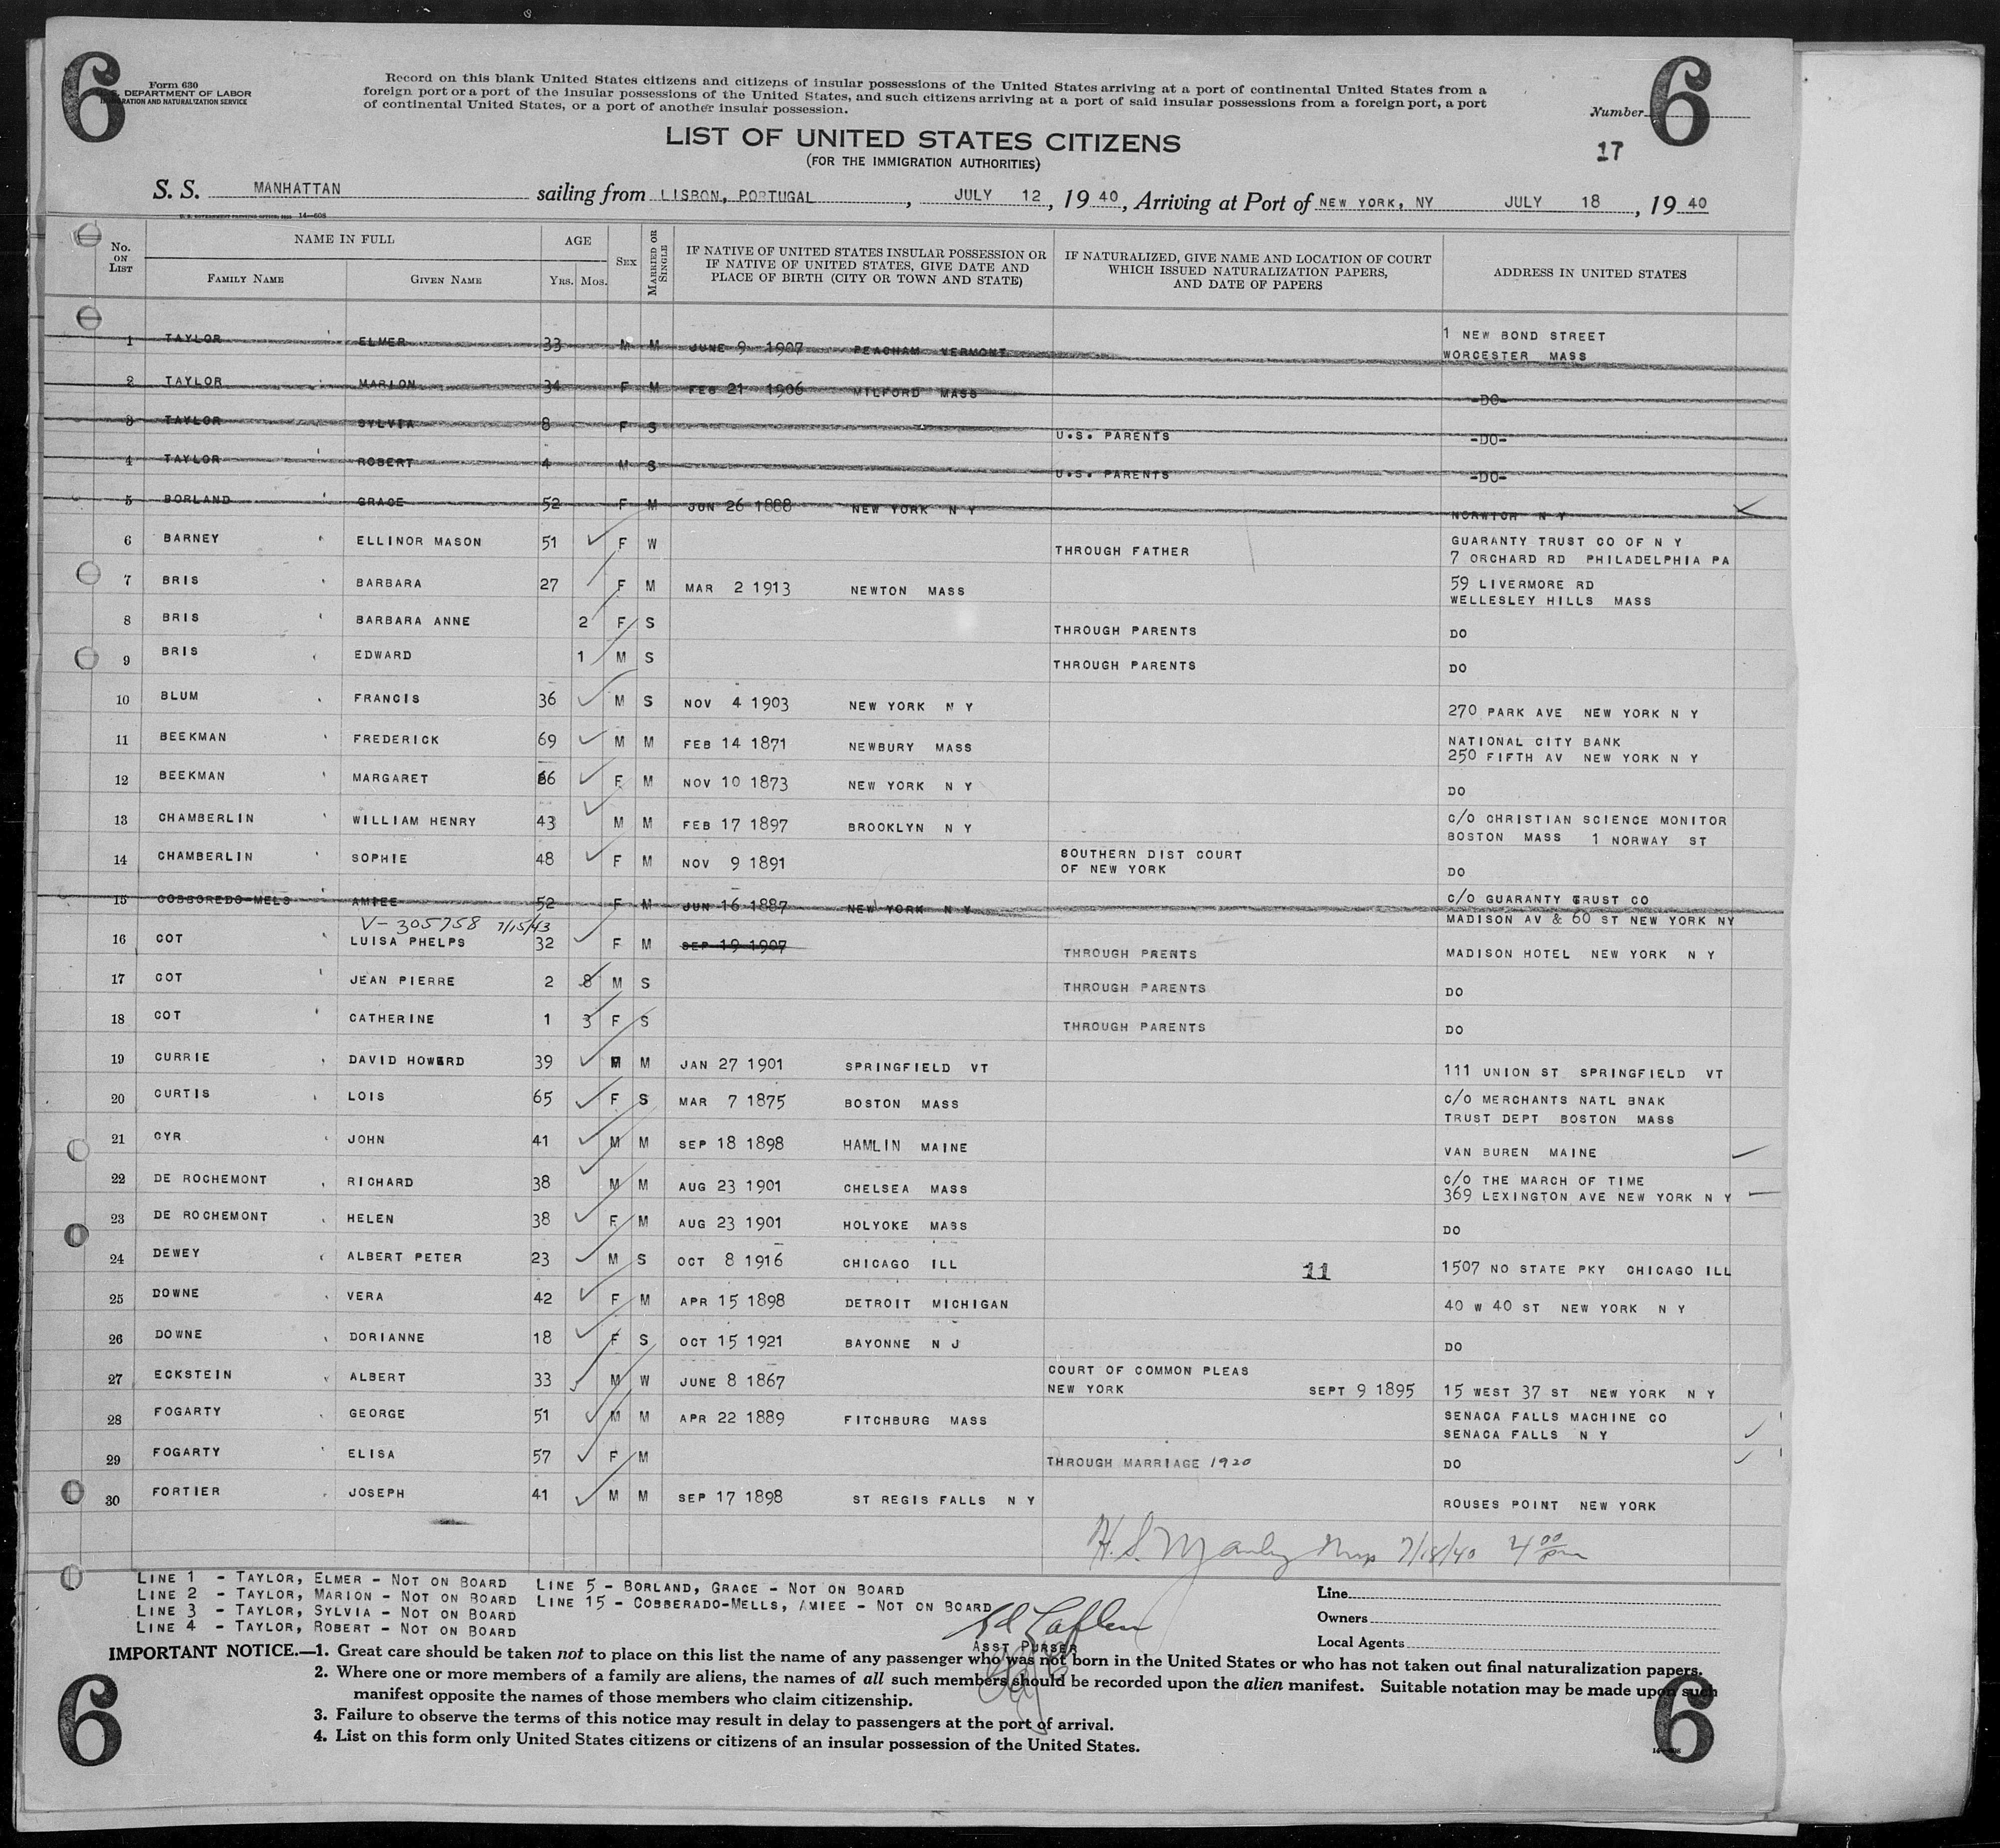 6
6
Form 630
DEPARTMENT OF LABOR
IMMIGRATION AND NATURALIZATION SERVICE
Record on this blank United States citizens and citizens of insular possessions of the United States arriving at a port of continental United States from a
foreign port or a port of the insular possessions of the United States, and such citizens arriving at a port of said insular possessions from a foreign port, a port
of continental United States, or a port of another insular possession.
Number
LIST OF UNITED STATES CITIZENS
(FOR THE IMMIGRATION AUTHORITIES)
17
S. S. MANHATTAN sailing from LISBON, PORTUGAL, JULY 12, 19 40, Arriving at Port of NEW YORK, NY JULY 18, 19 40
14—608
No. ON LIST NAME IN FULL FAMILY NAME GIVEN NAME AGE Yrs. Mos. SEX MARRIED OR SINGLE IF NATIVE OF UNITED STATES INSULAR POSSESSION OR IF NATIVE OF UNITED STATES, GIVE DATE AND PLACE OF BIRTH (CITY OR TOWN AND STATE) IF NATURALIZED, GIVE NAME AND LOCATION OF COURT WHICH ISSUED NATURALIZATION PAPERS, AND DATE OF PAPERS ADDRESS IN UNITED STATES
1 TAYLOR ELMER 33 M M JUNE 9 1907 PEACHAM VERMONT 1 NEW BOND STREET
WORCESTER MASS
2 TAYLOR MARION 34 F M FEB 21 1906 MILFORD MASS -DO-
3 TAYLOR SYLVIA 8 F S U.S. PARENTS -DO-
4 TAYLOR ROBERT 4 M S U.S. PARENTS -DO-
5 BORLAND GRACE 52 F M JUN 26 1888 NEW YORK N Y NORWICH N Y
6 BARNEY ELLINOR MASON 51 F W THROUGH FATHER GUARANTY TRUST CO OF N Y
7 ORCHARD RD PHILADELPHIA PA
7 BRIS BARBARA 27 F M MAR 2 1913 NEWTON MASS 59 LIVERMORE RD
WELLESLEY HILLS MASS
8 BRIS BARBARA ANNE 2 F S THROUGH PARENTS DO
9 BRIS EDWARD 1 M S THROUGH PARENTS DO
10 BLUM FRANCIS 36 M S NOV 4 1903 NEW YORK N Y 270 PARK AVE NEW YORK N Y
11 BEEKMAN FREDERICK 69 M M FEB 14 1871 NEWBURY MASS NATIONAL CITY BANK
250 FIFTH AV NEW YORK N Y
12 BEEKMAN MARGARET 66 F M NOV 10 1873 NEW YORK N Y DO
13 CHAMBERLIN WILLIAM HENRY 43 M M FEB 17 1897 BROOKLYN N Y C/O CHRISTIAN SCIENCE MONITOR
BOSTON MASS 1 NORWAY ST
14 CHAMBERLIN SOPHIE 48 F M NOV 9 1891 SOUTHERN DIST COURT
OF NEW YORK DO
15 COBBOREDO-MELS AMIEE 52 F M JUN 16 1887 NEW YORK N Y C/O GUARANTY TRUST CO
MADISON AV & 60 ST NEW YORK NY
V-305758 7/15/43
16 COT LUISA PHELPS 32 F M SEP 19 1907 THROUGH PRENTS MADISON HOTEL NEW YORK N Y
17 COT JEAN PIERRE 2 8 M S THROUGH PARENTS DO
18 COT CATHERINE 1 3 F S THROUGH PARENTS DO
19 CURRIE DAVID HOWERD 39 M M JAN 27 1901 SPRINGFIELD VT 111 UNION ST SPRINGFIELD VT
20 CURTIS LOIS 65 F S MAR 7 1875 BOSTON MASS C/O MERCHANTS NATL BNAK
TRUST DEPT BOSTON MASS
21 CYR JOHN 41 M M SEP 18 1898 HAMLIN MAINE VAN BUREN MAINE
22 DE ROCHEMONT RICHARD 38 M M AUG 23 1901 CHELSEA MASS C/O THE MARCH OF TIME
369 LEXINGTON AVE NEW YORK N Y
23 DE ROCHEMONT HELEN 38 F M AUG 23 1901 HOLYOKE MASS DO
24 DEWEY ALBERT PETER 23 M S OCT 8 1916 CHICAGO ILL 11 1507 NO STATE PKY CHICAGO ILL
25 DOWNE VERA 42 F M APR 15 1898 DETROIT MICHIGAN 40 W 40 ST NEW YORK N Y
26 DOWNE DORIANNE 18 F S OCT 15 1921 BAYONNE N J DO
27 ECKSTEIN ALBERT 33 M W JUNE 8 1867 COURT OF COMMON PLEAS
NEW YORK SEPT 9 1895 15 WEST 37 ST NEW YORK N Y
28 FOGARTY GEORGE 51 M M APR 22 1889 FITCHBURG MASS SENACA FALLS MACHINE CO
SENACA FALLS N Y
29 FOGARTY ELISA 57 F M THROUGH MARRIAGE 1920 DO
30 FORTIER JOSEPH 41 M M SEP 17 1898 ST REGIS FALLS N Y ROUSES POINT NEW YORK
H. S. Manley 7/18/40 4 00 pm
LINE 1 - TAYLOR, ELMER - NOT ON BOARD LINE 5 - BORLAND, GRACE - NOT ON BOARD
LINE 2 - TAYLOR, MARION - NOT ON BOARD LINE 15 - COBBERADO-MELLS, AMIEE - NOT ON BOARD
LINE 3 - TAYLOR, SYLVIA - NOT ON BOARD
LINE 4 - TAYLOR, ROBERT - NOT ON BOARD
ASST PURSER
Line
Owners
Local Agents
IMPORTANT NOTICE.—1. Great care should be taken not to place on this list the name of any passenger who was not born in the United States or who has not taken out final naturalization papers.
2. Where one or more members of a family are aliens, the names of all such members should be recorded upon the alien manifest. Suitable notation may be made upon such
manifest opposite the names of those members who claim citizenship.
3. Failure to observe the terms of this notice may result in delay to passengers at the port of arrival.
4. List on this form only United States citizens or citizens of an insular possession of the United States.
6
6